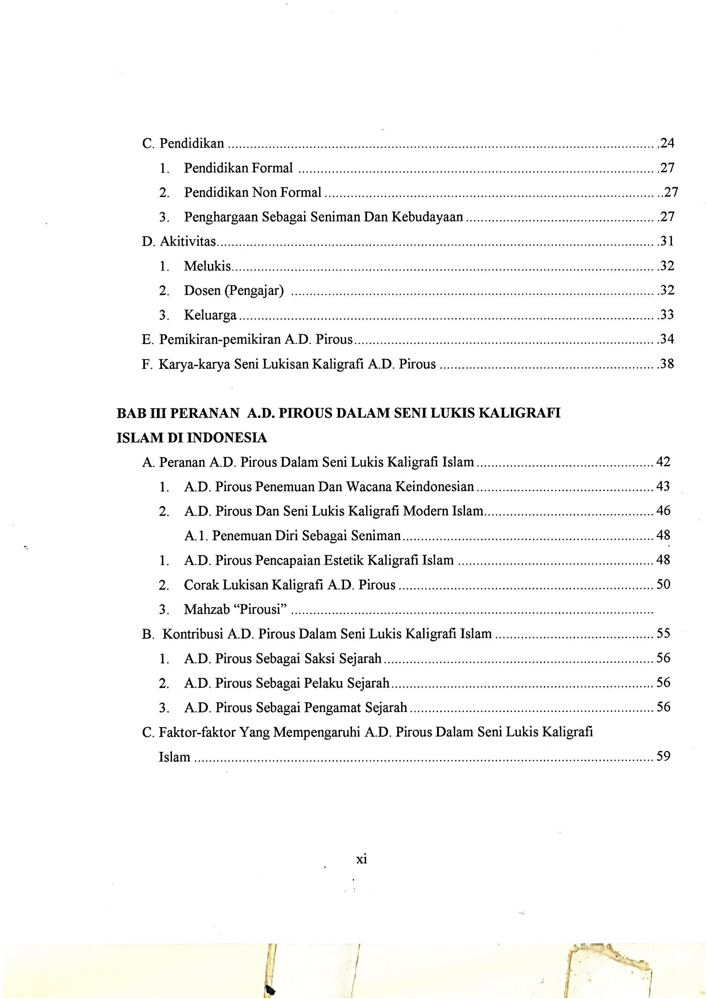 C. Pendidikan ........................................................................................................24
1. Pendidikan Formal ........................................................................................27
2. Pendidikan Non Formal ..................................................................................27
3. Penghargaan Sebagai Seniman Dan Kebudayaan ................................................27
D. Akitivitas..........................................................................................................31
1. Melukis.........................................................................................................32
2. Dosen (Pengajar) ..........................................................................................32
3. Keluarga.......................................................................................................33
E. Pemikiran-pemikiran A.D. Pirous..........................................................................34
F. Karya-karya Seni Lukisan Kaligrafi A.D. Pirous .....................................................38
BAB III PERANAN A.D. PIROUS DALAM SENI LUKIS KALIGRAFI
ISLAM DI INDONESIA
A. Peranan A.D. Pirous Dalam Seni Lukis Kaligrafi Islam ........................................... 42
1. A.D. Pirous Penemuan Dan Wacana Keindonesian ........................................... 43
2. A.D. Pirous Dan Seni Lukis Kaligrafi Modern Islam......................................... 46
A.1. Penemuan Diri Sebagai Seniman.............................................................. 48
1. A.D. Pirous Pencapaian Estetik Kaligrafi Islam ................................................ 48
2. Corak Lukisan Kaligrafi A.D. Pirous .............................................................. 50
3. Mahzab “Pirousi” ..........................................................................................
B. Kontribusi A.D. Pirous Dalam Seni Lukis Kaligrafi Islam ....................................... 55
1. A.D. Pirous Sebagai Saksi Sejarah.................................................................. 56
2. A.D. Pirous Sebagai Pelaku Sejarah................................................................ 56
3. A.D. Pirous Sebagai Pengamat Sejarah ........................................................... 56
C. Faktor-faktor Yang Mempengaruhi A.D. Pirous Dalam Seni Lukis Kaligrafi
Islam ................................................................................................................ 59
xi